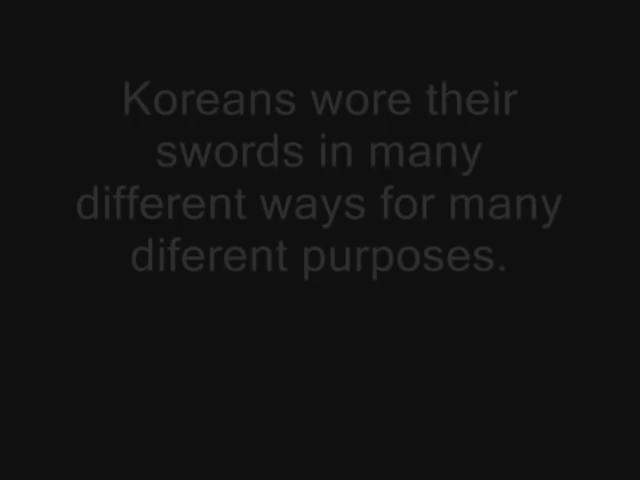 Koreans wore their
swords in many
different ways for many
diferent purposes.